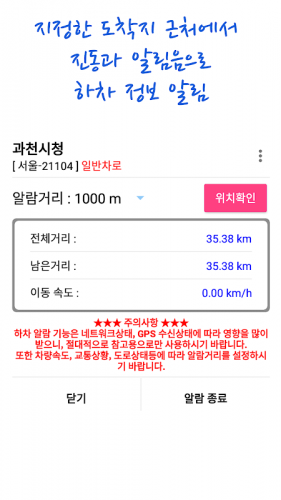 지정한 도착지 근처에서
진동과 알림음으로
하차 정보 알림
과천시청
[ 서울-21104 ] 일반차로
알람거리 : 1000 m
위치확인
전체거리 : 35.38 km
남은거리 : 35.38 km
이동 속도 : 0.00 km/h
★★★ 주의사항 ★★★
하차 알람 기능은 네트워크상태, GPS 수신상태에 따라 영향을 많이
받으니, 절대적으로 참고용으로만 사용하시기 바랍니다.
또한 차량속도, 교통상황, 도로상태등에 따라 알람거리를 설정하시
기 바랍니다.
닫기
알람 종료